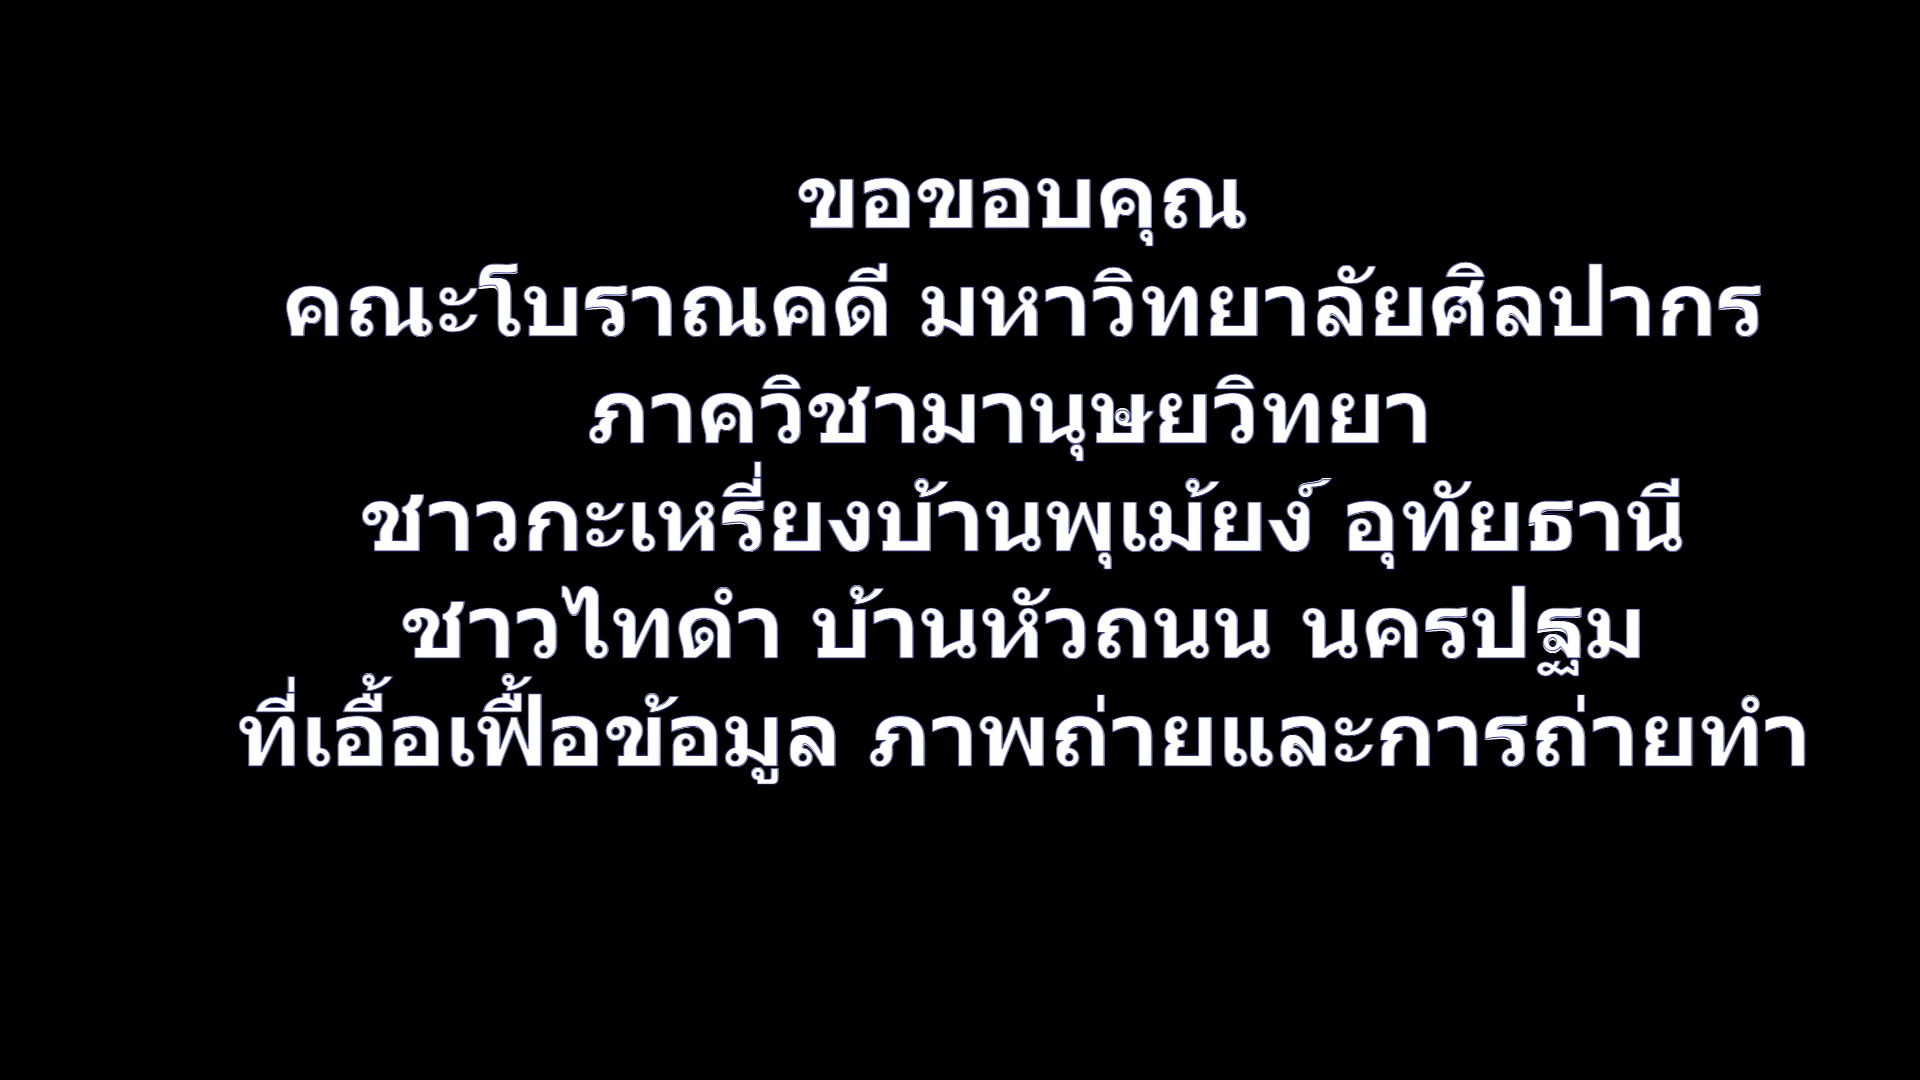 ขอขอบคุณ
คณะโบราณคดี มหาวิทยาลัยศิลปากร
ภาควิชามานุษยวิทยา
ชาวกะเหรี่ยงบ้านพุเม้ยง์ อุทัยธานี
ชาวไทดำ บ้านหัวถนน นครปฐม
ที่เอื้อเฟื้อข้อมูล ภาพถ่ายและการถ่ายทำ